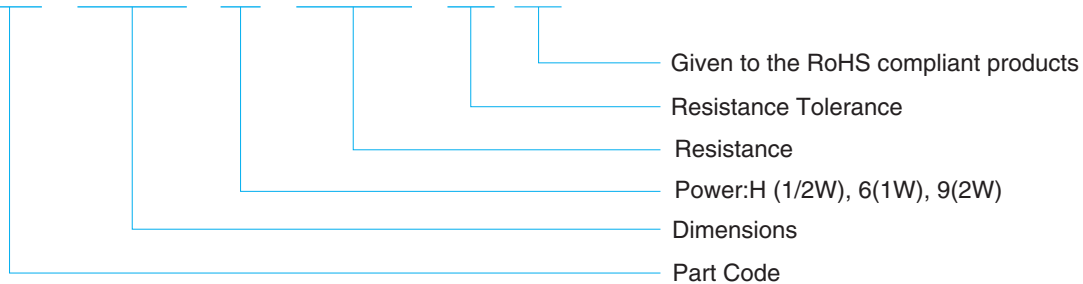 Given to the RoHS compliant products
Resistance Tolerance
Resistance
Power:H (1/2W), 6(1W), 9(2W)
Dimensions
Part Code